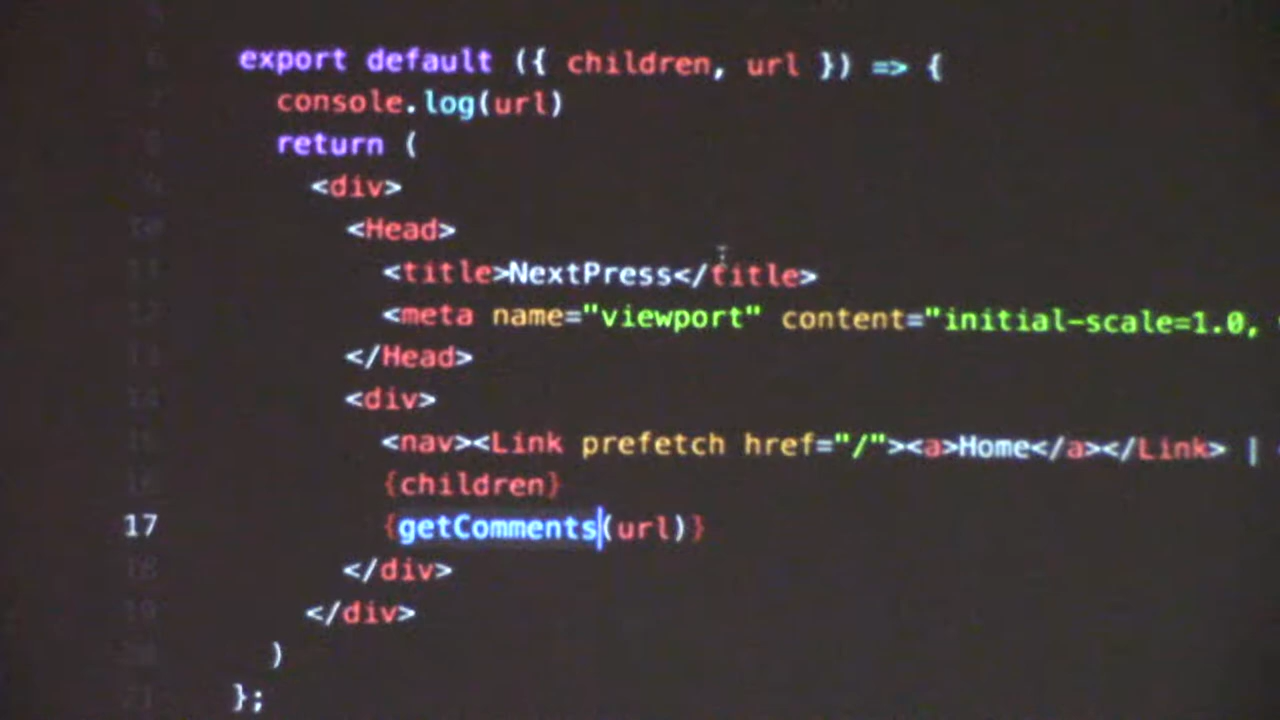 export default ({ children, url }) => {
console.log(url)
return (
<div>
<Head>
<title>NextPress</title>
<meta name="viewport" content="initial-scale=1.0,
</Head>
<div>
<nav><Link prefetch href="/"><a>Home</a></Link> |
{children}
17 {getComments(url)}
</div>
</div>
)
};